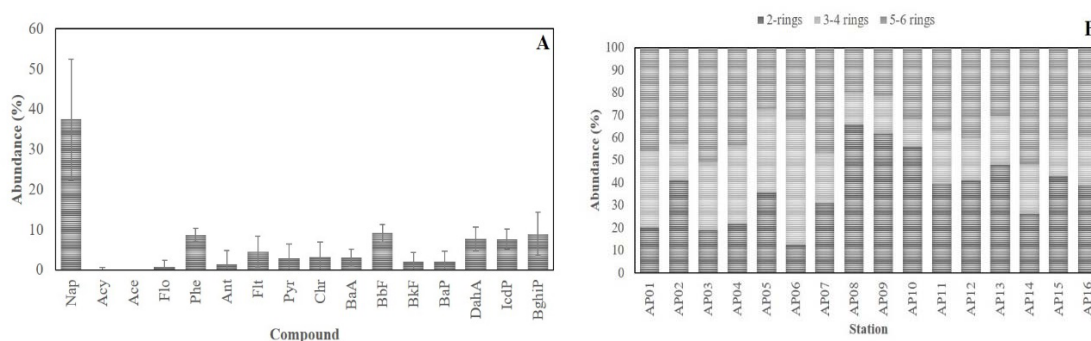 A
60
50
40
30
20
10
0
Abundance (%)
Nap
Acy
Ace
Flo
Phe
Ant
Flt
Pyr
Chr
BaA
BbF
BkF
BaP
DahA
IcdP
BghiP
Compound
2-rings 3-4 rings 5-6 rings
100
90
80
70
60
50
40
30
20
10
0
Abundance (%)
AP01
AP02
AP03
AP04
AP05
AP06
AP07
AP08
AP09
AP10
AP11
AP12
AP13
AP14
AP15
AP16
Station